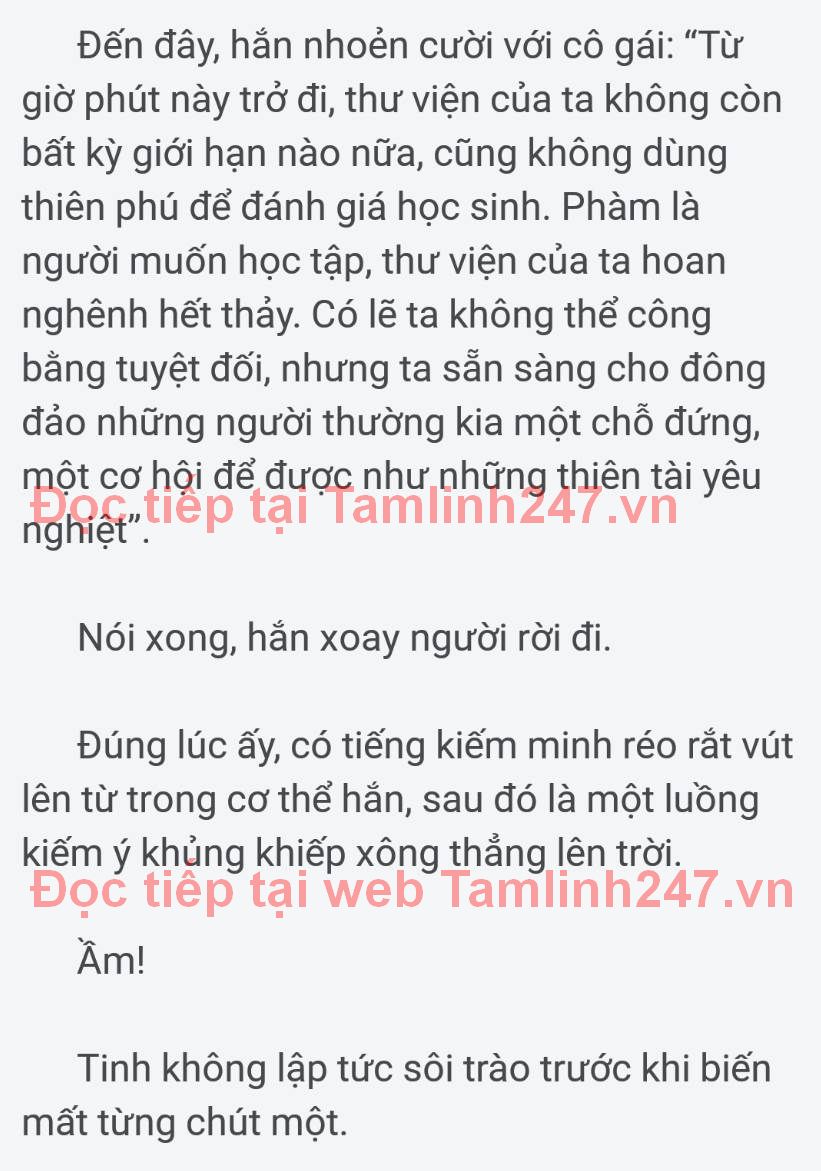 Đến đây, hắn nhoẻn cười với cô gái: “Từ
giờ phút này trở đi, thư viện của ta không còn
bất kỳ giới hạn nào nữa, cũng không dùng
thiên phú để đánh giá học sinh. Phàm là
người muốn học tập, thư viện của ta hoan
nghênh hết thảy. Có lẽ ta không thể công
bằng tuyệt đối, nhưng ta sẵn sàng cho đông
đảo những người thường kia một chỗ đứng,
một cơ hội để được như những thiên tài yêu
Đọc tiếp tại Tamlinh247.vn
nghiệt”.
Nói xong, hắn xoay người rời đi.
Đúng lúc ấy, có tiếng kiếm minh réo rắt vút
lên từ trong cơ thể hắn, sau đó là một luồng
kiếm ý khủng khiếp xông thẳng lên trời.
Đọc tiếp tại web Tamlinh247.vn
Ầm!
Tinh không lập tức sôi trào trước khi biến
mất từng chút một.